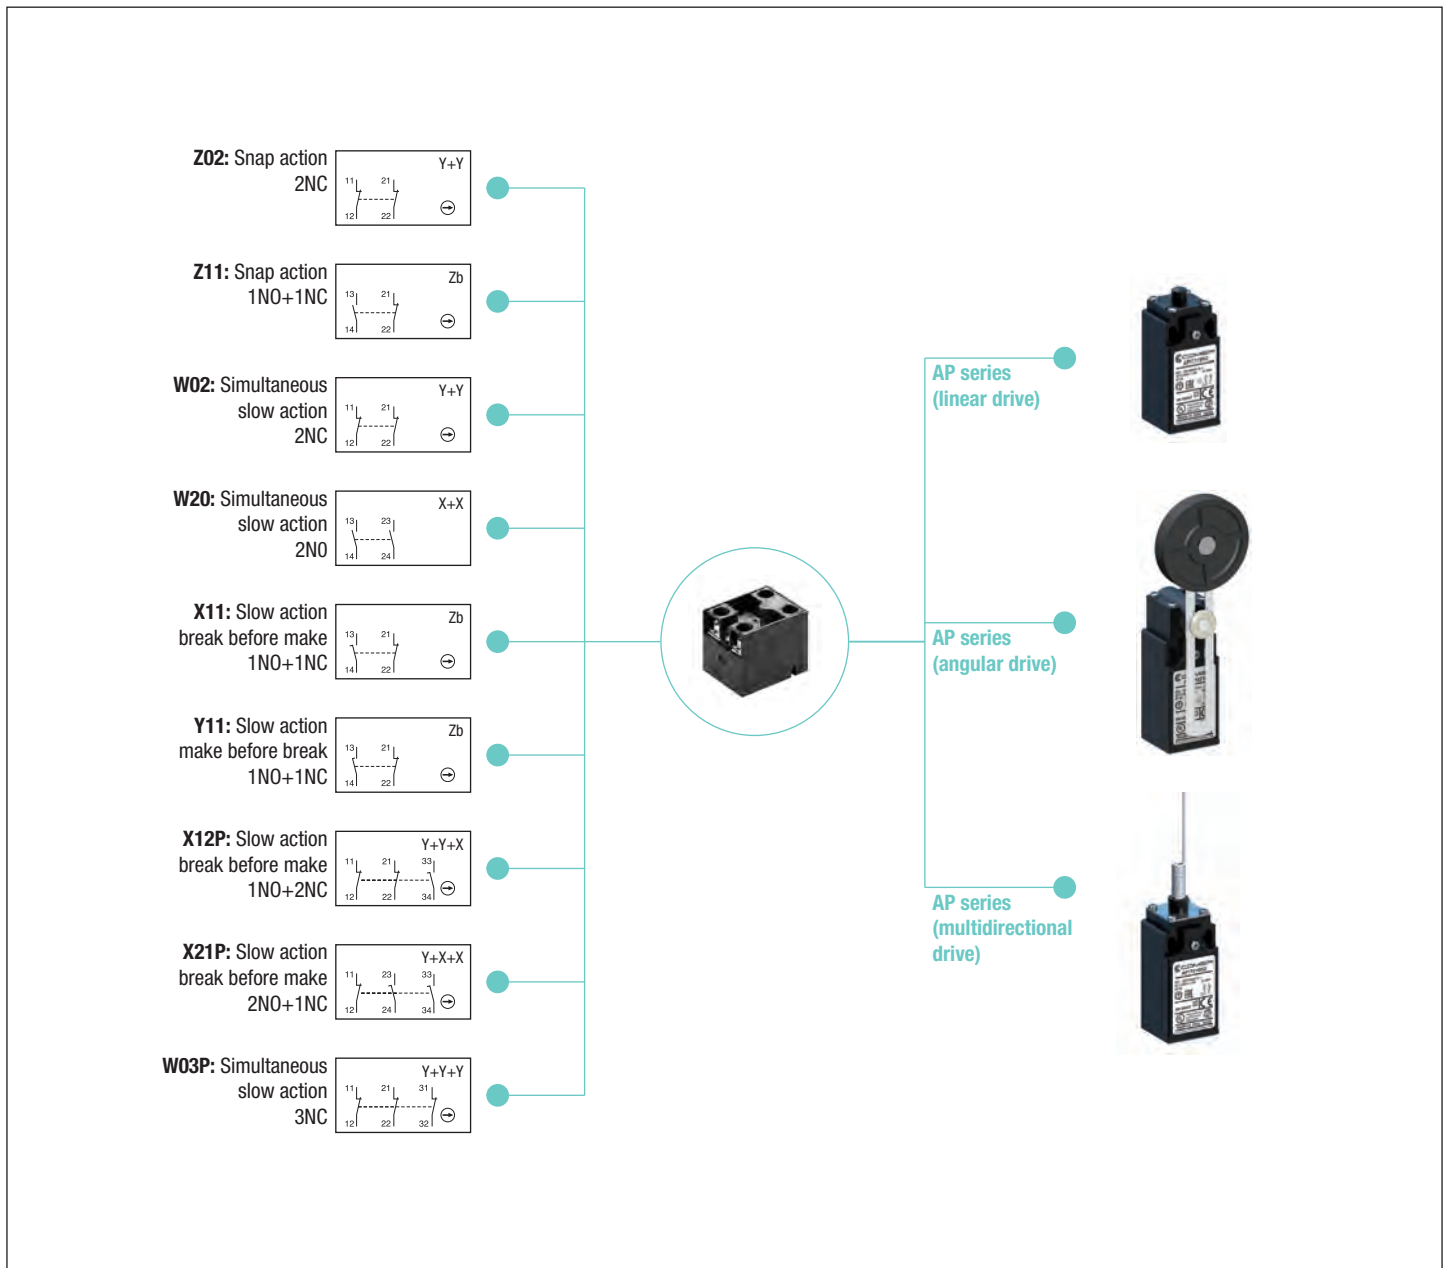 Z02: Snap action
2NC
Y+Y
11 21
12 22
Z11: Snap action
1NO+1NC
Zb
13 21
14 22
W02: Simultaneous
slow action
2NC
Y+Y
11 21
12 22
W20: Simultaneous
slow action
2NO
X+X
13 23
14 24
X11: Slow action
break before make
1NO+1NC
Zb
13 21
14 22
Y11: Slow action
make before break
1NO+1NC
Zb
13 21
14 22
X12P: Slow action
break before make
1NO+2NC
Y+Y+X
11 21 33
12 22 34
X21P: Slow action
break before make
2NO+1NC
Y+X+X
11 23 33
12 24 34
W03P: Simultaneous
slow action
3NC
Y+Y+Y
11 21 31
12 22 32
AP series
(linear drive)
AP series
(angular drive)
AP series
(multidirectional
drive)